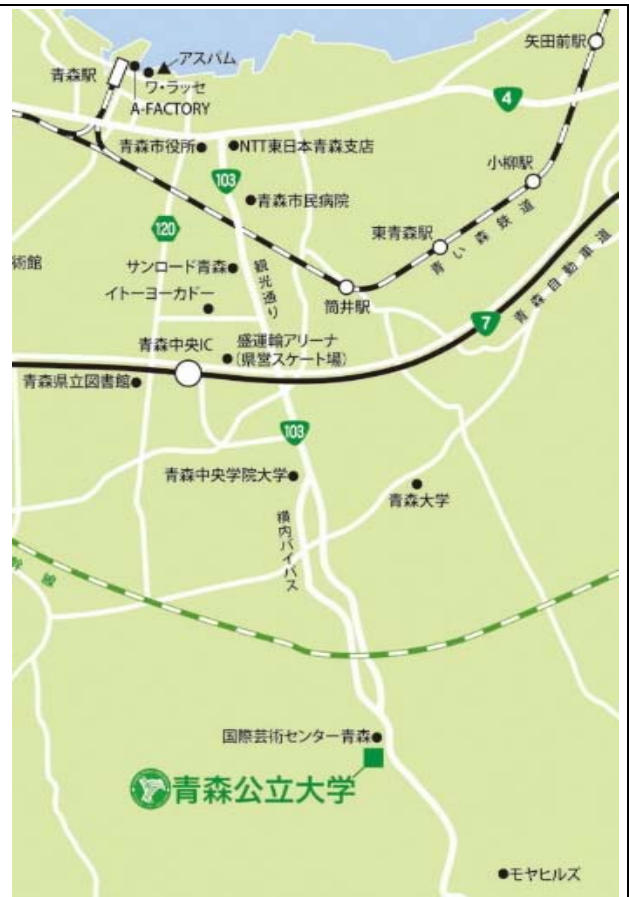 アスパム
矢田前駅
青森駅
ワ・ラッセ
A-FACTORY
4
青森市役所
NTT東日本青森支店
103
小柳駅
青森市民病院
120
東青森駅
青い森鉄道
術館
サンロード青森
観光通り
イトーヨーカドー
筒井駅
青森自動車道
7
青森中央IC
盛運輸アリーナ
(県営スケート場)
青森県立図書館
103
青森中央学院大学
青森大学
横内バイパス
幹線
国際芸術センター青森
青森公立大学
モヤヒルズ